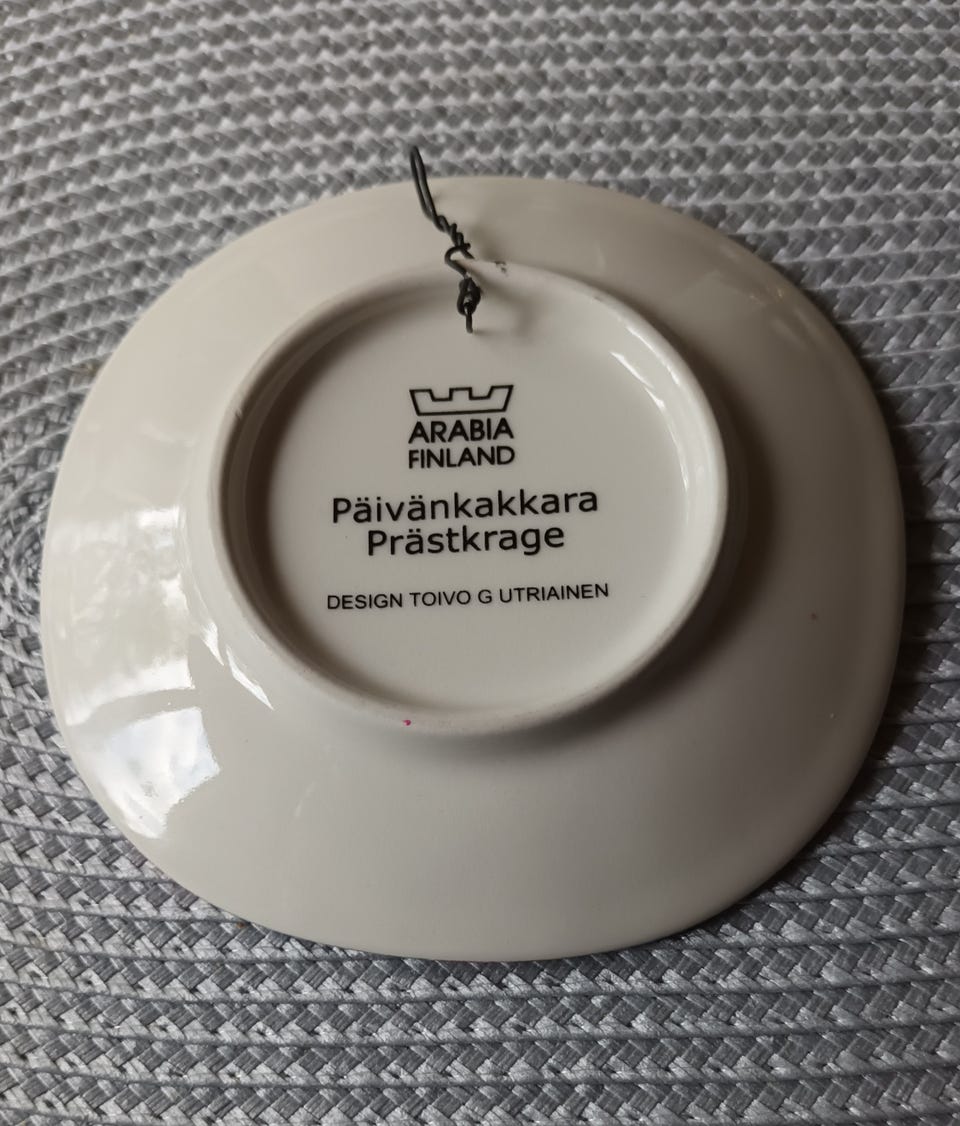 ARABIA
FINLAND
Päivänkakkara
Prästkrage
DESIGN TOIVO G UTRIAINEN